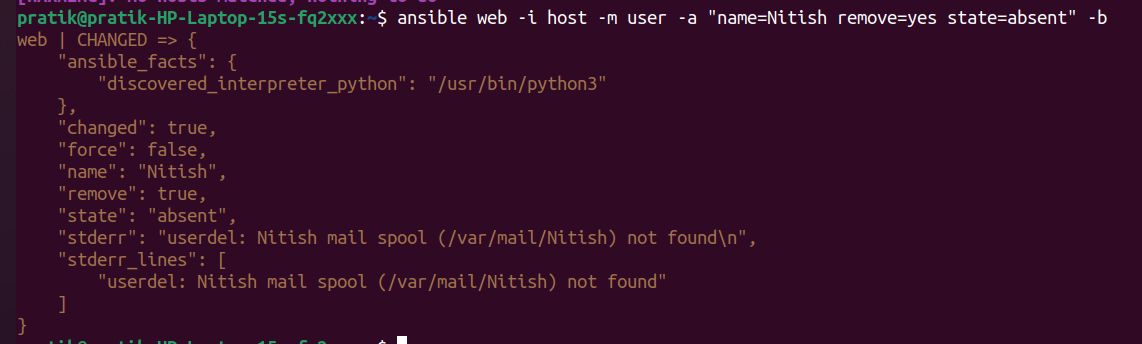 pratik@pratik-HP-Laptop-15s-fq2xxx:~$ ansible web -i host -m user -a "name=Nitish remove=yes state=absent" -b
web | CHANGED => {
    "ansible_facts": {
        "discovered_interpreter_python": "/usr/bin/python3"
    },
    "changed": true,
    "force": false,
    "name": "Nitish",
    "remove": true,
    "state": "absent",
    "stderr": "userdel: Nitish mail spool (/var/mail/Nitish) not found\n",
    "stderr_lines": [
        "userdel: Nitish mail spool (/var/mail/Nitish) not found"
    ]
}